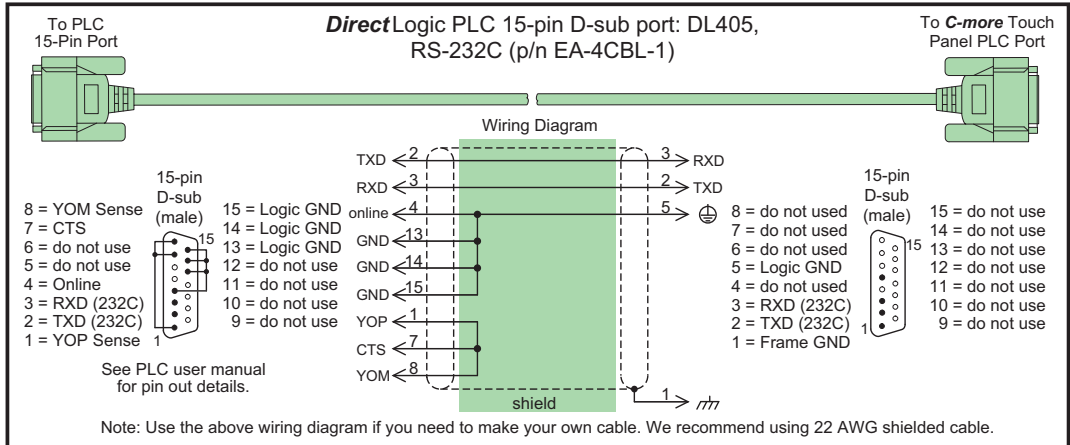 To PLC
15-Pin Port
DirectLogic PLC 15-pin D-sub port: DL405,
RS-232C (p/n EA-4CBL-1)
To C-more Touch
Panel PLC Port
Wiring Diagram
15-pin
D-sub
(male)
8 = YOM Sense
7 = CTS
6 = do not use
5 = do not use
4 = Online
3 = RXD (232C)
2 = TXD (232C)
1 = YOP Sense
15
1
15 = Logic GND
14 = Logic GND
13 = Logic GND
12 = do not use
11 = do not use
10 = do not use
9 = do not use
See PLC user manual
for pin out details.
TXD 2 3 RXD
RXD 3 2 TXD
online 4 5
GND 13
GND 14
GND 15
YOP 1
CTS 7
YOM 8
1
shield
15-pin
D-sub
(male)
8 = do not used
7 = do not used
6 = do not used
5 = Logic GND
4 = do not used
3 = RXD (232C)
2 = TXD (232C)
1 = Frame GND
15
1
15 = do not use
14 = do not use
13 = do not use
12 = do not use
11 = do not use
10 = do not use
9 = do not use
Note: Use the above wiring diagram if you need to make your own cable. We recommend using 22 AWG shielded cable.